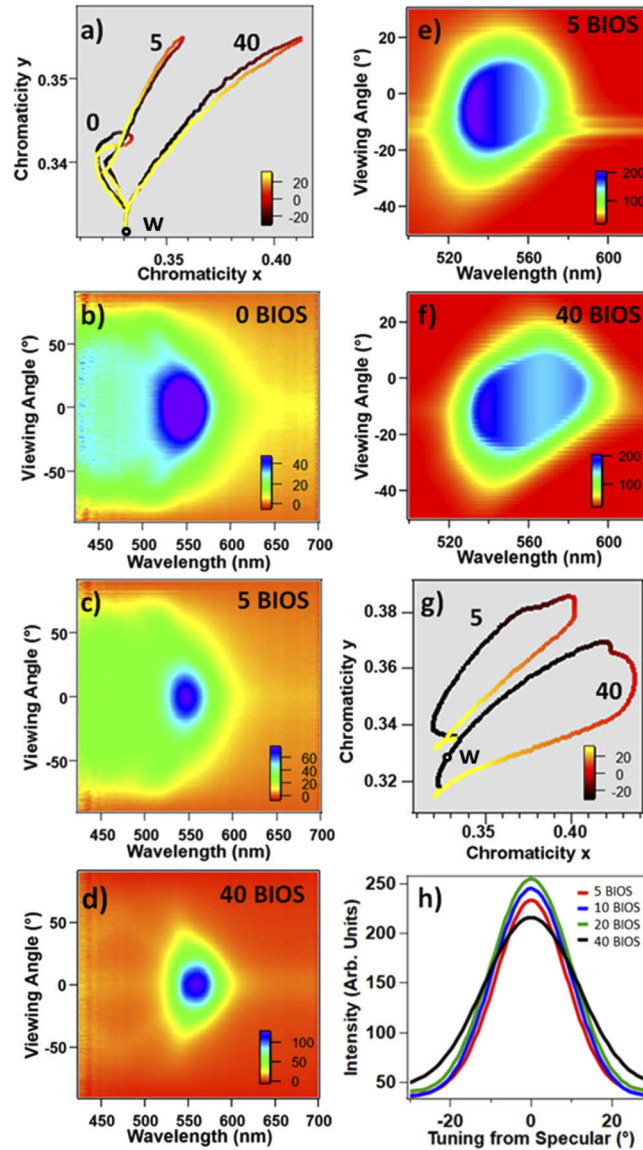 a)
5
40
0
W
Chromaticity y
0.35
0.34
20
0
-20
0.35
0.40
Chromaticity x
b)
0 BIOS
Viewing Angle (°)
50
0
-50
40
20
0
450 500 550 600 650 700
Wavelength (nm)
c)
5 BIOS
Viewing Angle (°)
50
0
-50
60
40
20
0
450 500 550 600 650 700
Wavelength (nm)
d)
40 BIOS
Viewing Angle (°)
50
0
-50
100
50
0
450 500 550 600 650 700
Wavelength (nm)
e)
5 BIOS
Viewing Angle (°)
20
0
-20
-40
200
100
520 560 600
Wavelength (nm)
f)
40 BIOS
Viewing Angle (°)
20
0
-20
-40
200
100
520 560 600
Wavelength (nm)
g)
5
40
W
Chromaticity y
0.38
0.36
0.34
0.32
20
0
-20
0.35
0.40
Chromaticity x
h)
5 BIOS
10 BIOS
20 BIOS
40 BIOS
Intensity (Arb. Units)
250
200
150
100
50
-20 0 20
Tuning from Specular (°)